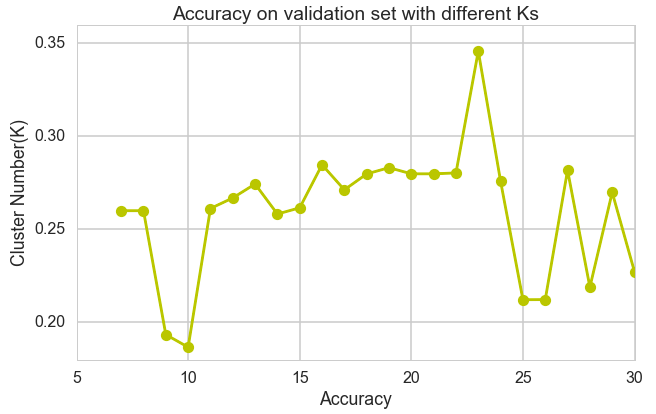 Accuracy on validation set with different Ks
0.35
0.30
0.25
0.20
Cluster Number(K)
5 10 15 20 25 30
Accuracy